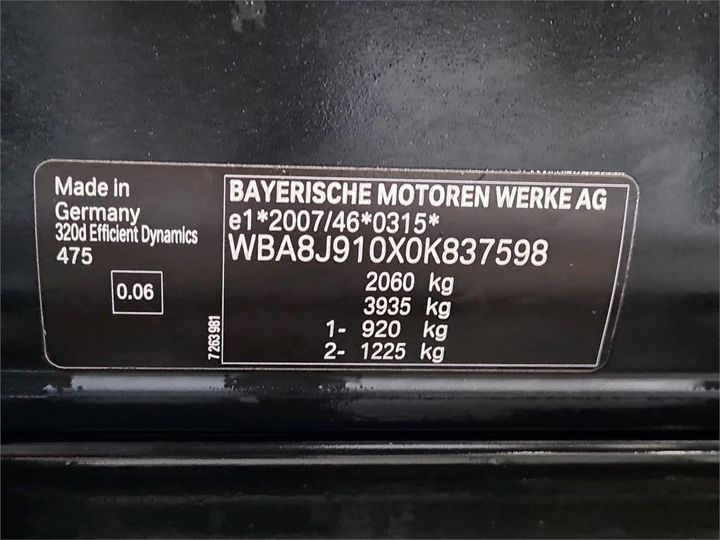 Made in
Germany
320d Efficient Dynamics
475
0.06
7 263 981
BAYERISCHE MOTOREN WERKE AG
e1*2007/46*0315*
WBA8J910X0K837598
2060 kg
3935 kg
1- 920 kg
2- 1225 kg